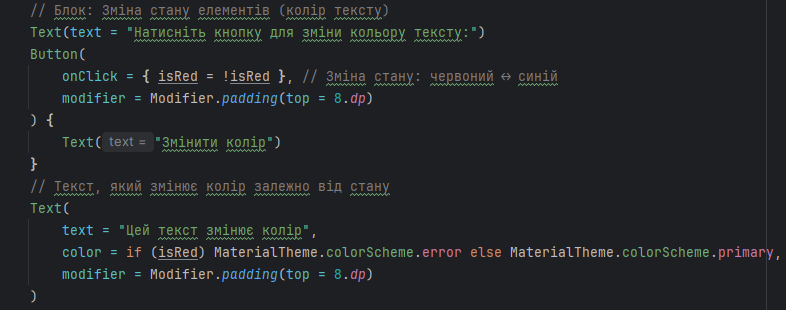 // Блок: Зміна стану елементів (колір тексту)
Text(text = "Натисніть кнопку для зміни кольору тексту:")
Button(
    onClick = { isRed = !isRed }, // Зміна стану: червоний ↔ синій
    modifier = Modifier.padding(top = 8.dp)
) {
    Text( text = "Змінити колір")
}
// Текст, який змінює колір залежно від стану
Text(
    text = "Цей текст змінює колір",
    color = if (isRed) MaterialTheme.colorScheme.error else MaterialTheme.colorScheme.primary,
    modifier = Modifier.padding(top = 8.dp)
)